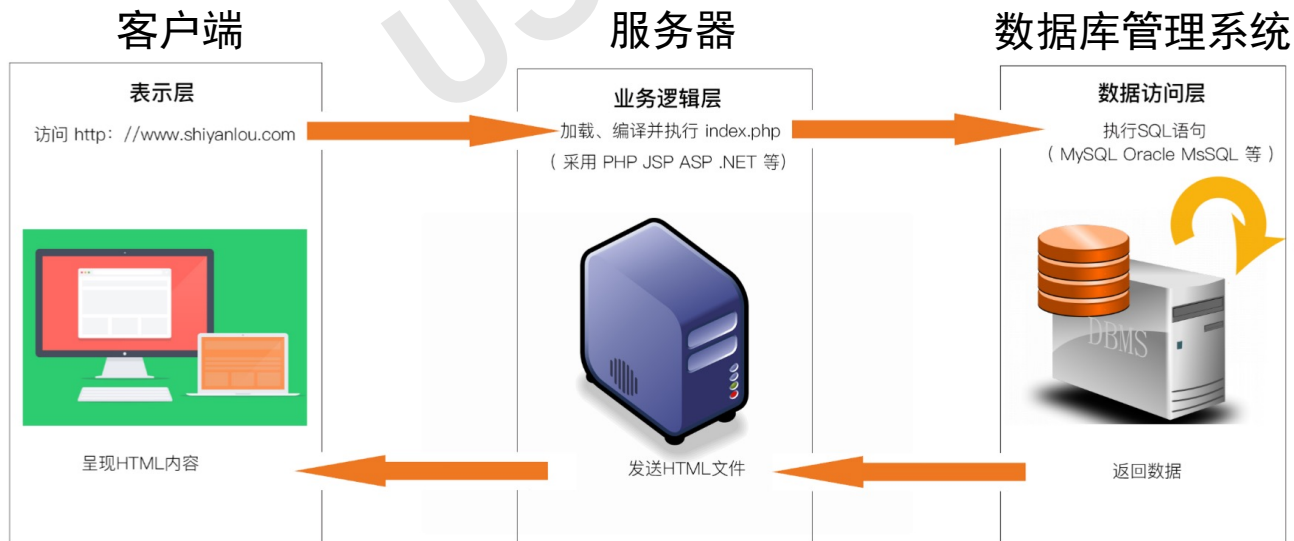 客户端
服务器
数据库管理系统
表示层
访问 http：//www.shiyanlou.com
业务逻辑层
加载、编译并执行 index.php
（ 采用 PHP JSP ASP .NET 等）
数据访问层
执行SQL语句
（ MySQL Oracle MsSQL 等 ）
DBMS
呈现HTML内容
发送HTML文件
返回数据